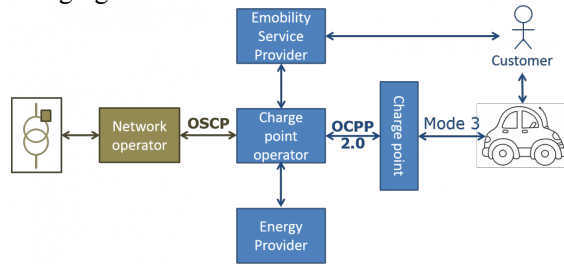 Emobility
Service
Provider
Customer
Network
operator
OSCP
Charge
point
operator
OCPP
2.0
Charge point
Mode 3
Energy
Provider